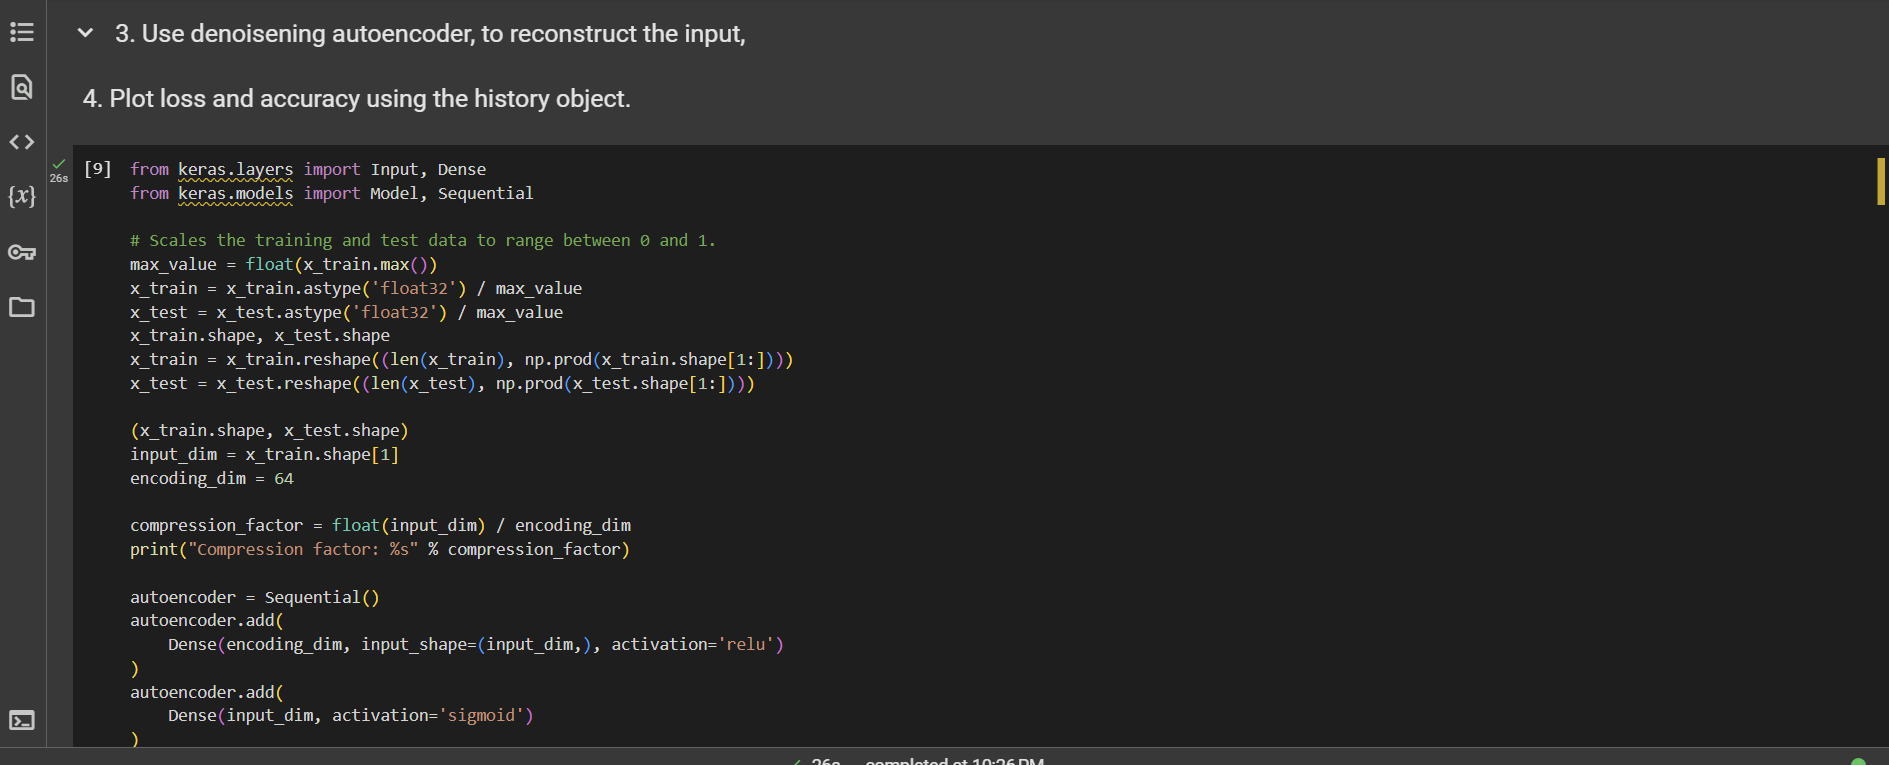 3. Use denoisening autoencoder, to reconstruct the input,
4. Plot loss and accuracy using the history object.
26s
[9] from keras.layers import Input, Dense
from keras.models import Model, Sequential
# Scales the training and test data to range between 0 and 1.
max_value = float(x_train.max())
x_train = x_train.astype('float32') / max_value
x_test = x_test.astype('float32') / max_value
x_train.shape, x_test.shape
x_train = x_train.reshape((len(x_train), np.prod(x_train.shape[1:])))
x_test = x_test.reshape((len(x_test), np.prod(x_test.shape[1:])))
(x_train.shape, x_test.shape)
input_dim = x_train.shape[1]
encoding_dim = 64
compression_factor = float(input_dim) / encoding_dim
print("Compression factor: %s" % compression_factor)
autoencoder = Sequential()
autoencoder.add(
    Dense(encoding_dim, input_shape=(input_dim,), activation='relu')
)
autoencoder.add(
    Dense(input_dim, activation='sigmoid')
)
26s completed at 10:26 PM